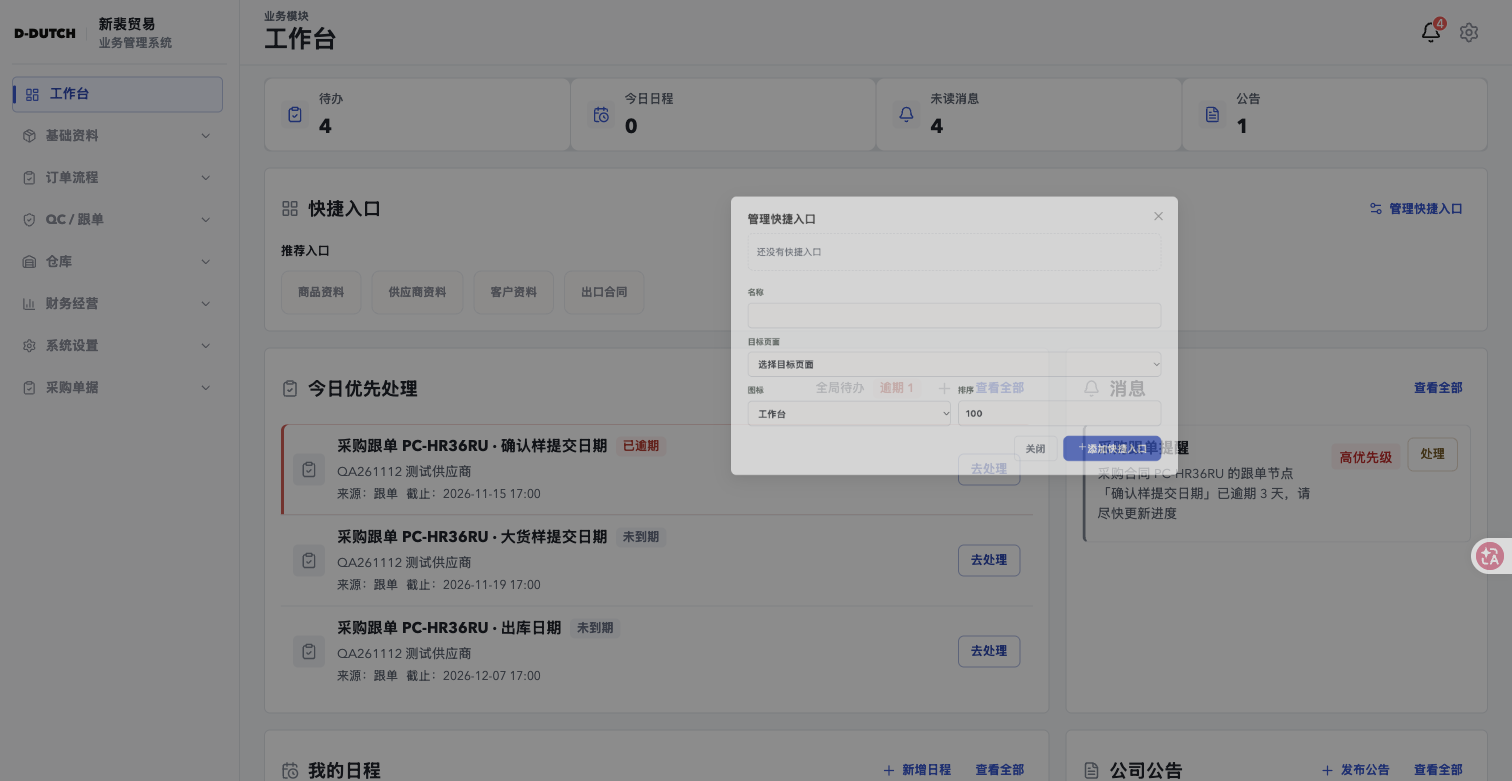 D-DUTCH
新裴贸易
业务管理系统
工作台
基础资料
订单流程
QC / 跟单
仓库
财务经营
系统设置
采购单据
业务模块
工作台
4
待办
4
今日日程
0
未读消息
4
公告
1
快捷入口
管理快捷入口
推荐入口
商品资料
供应商资料
客户资料
出口合同
管理快捷入口
还没有快捷入口
名称
目标页面
选择目标页面
图标
排序
工作台
100
关闭
+添加快捷入口
今日优先处理
全局待办
逾期 1
查看全部
采购跟单 PC-HR36RU · 确认样提交日期
已逾期
QA261112 测试供应商
来源：跟单 截止：2026-11-15 17:00
去处理
采购跟单 PC-HR36RU · 大货样提交日期
未到期
QA261112 测试供应商
来源：跟单 截止：2026-11-19 17:00
去处理
采购跟单 PC-HR36RU · 出库日期
未到期
QA261112 测试供应商
来源：跟单 截止：2026-12-07 17:00
去处理
消息
查看全部
采购跟单提醒
高优先级
处理
采购合同 PC-HR36RU 的跟单节点
「确认样提交日期」已逾期 3 天，请
尽快更新进度
我的日程
+ 新增日程
查看全部
公司公告
+ 发布公告
查看全部